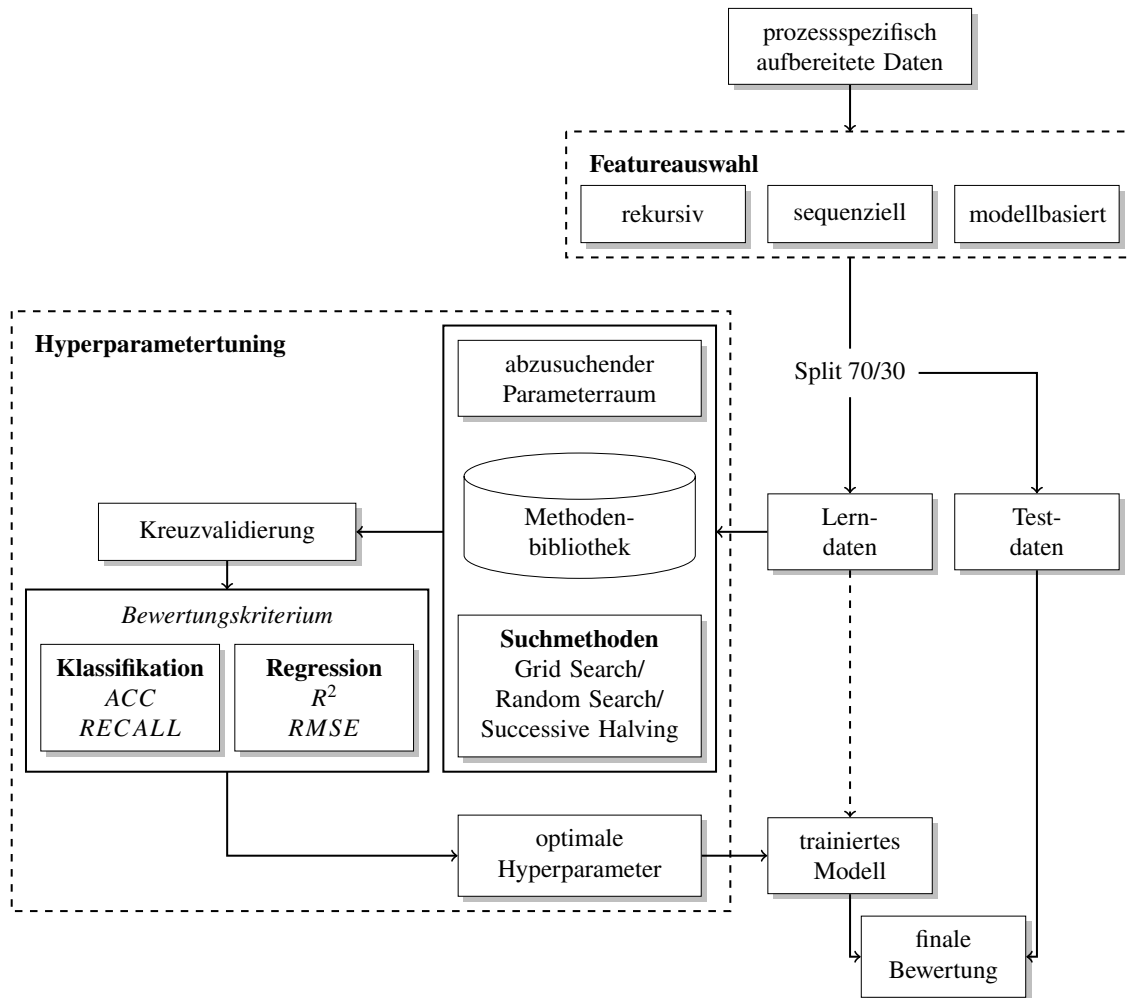 prozessspezifisch
aufbereitete Daten
Featureauswahl
rekursiv
sequenziell
modellbasiert
Hyperparametertuning
abzusuchender
Parameterraum
Split 70/30
Methoden-
bibliothek
Lern-
daten
Test-
daten
Kreuzvalidierung
Bewertungskriterium
Klassifikation
ACC
RECALL
Regression
R²
RMSE
Suchmethoden
Grid Search/
Random Search/
Successive Halving
optimale
Hyperparameter
trainiertes
Modell
finale
Bewertung